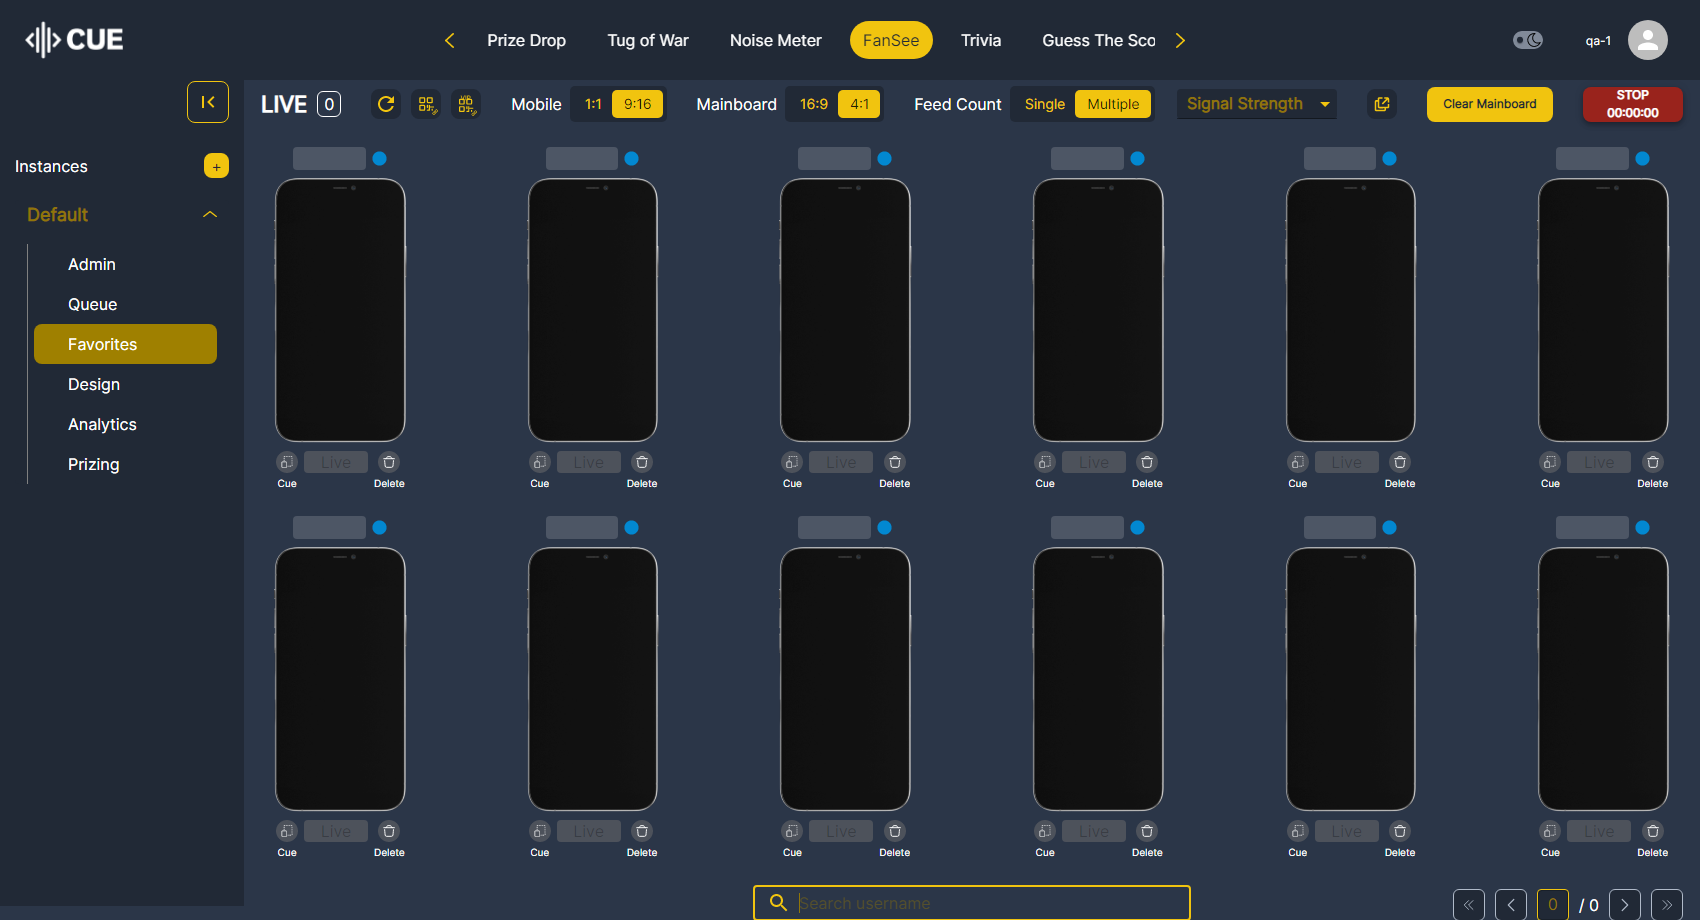 CUE
Prize Drop
Tug of War
Noise Meter
FanSee
Trivia
Guess The Sco
qa-1
LIVE 0
Mobile 1:1 9:16
Mainboard 16:9 4:1
Feed Count Single Multiple
Signal Strength
Clear Mainboard
STOP
00:00:00
Instances +
Default
Admin
Queue
Favorites
Design
Analytics
Prizing
Live Live Live Live Live Live
Cue Delete Cue Delete Cue Delete Cue Delete Cue Delete Cue Delete
Live Live Live Live Live Live
Cue Delete Cue Delete Cue Delete Cue Delete Cue Delete Cue Delete
Search username
0 / 0